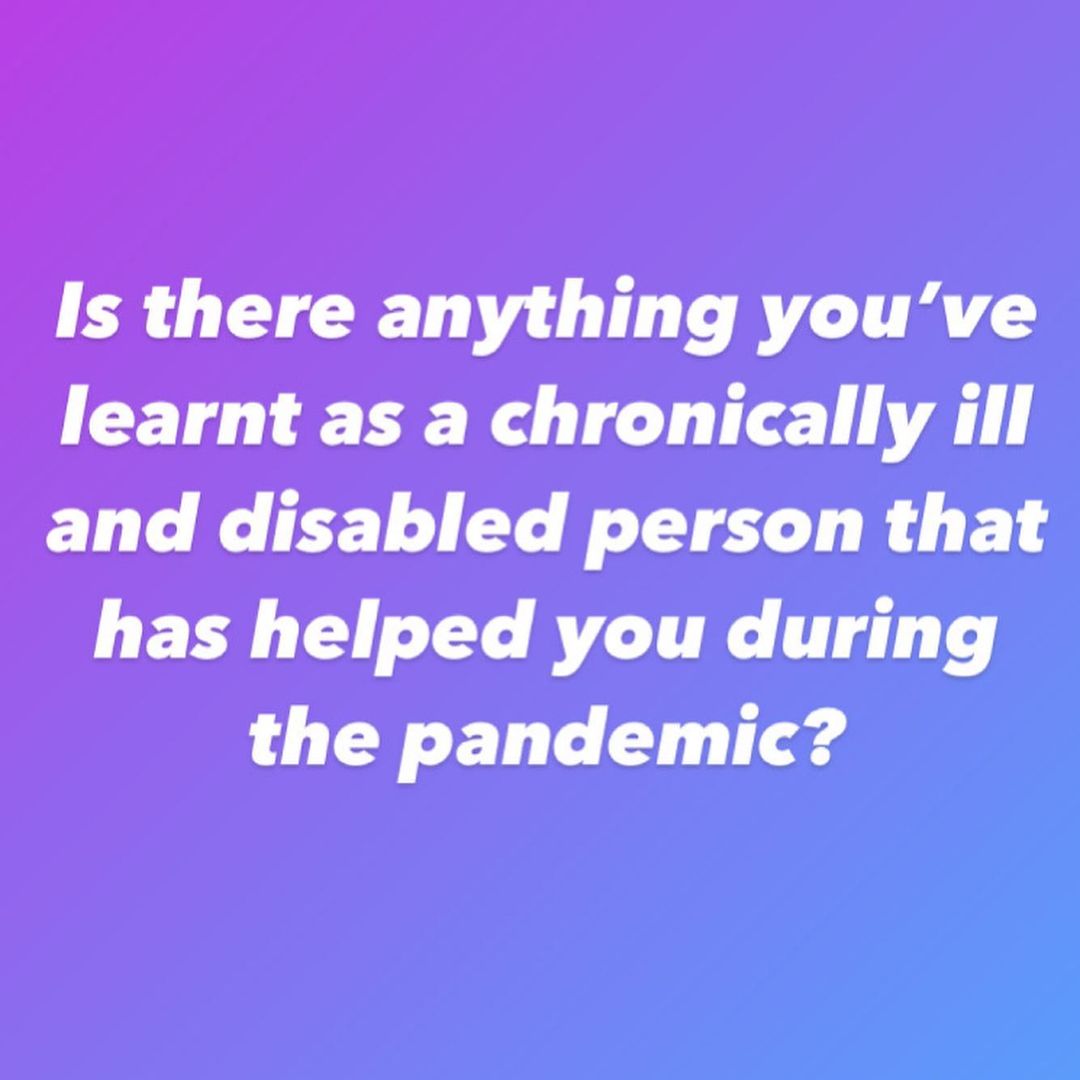 Is there anything you’ve
learnt as a chronically ill
and disabled person that
has helped you during
the pandemic?